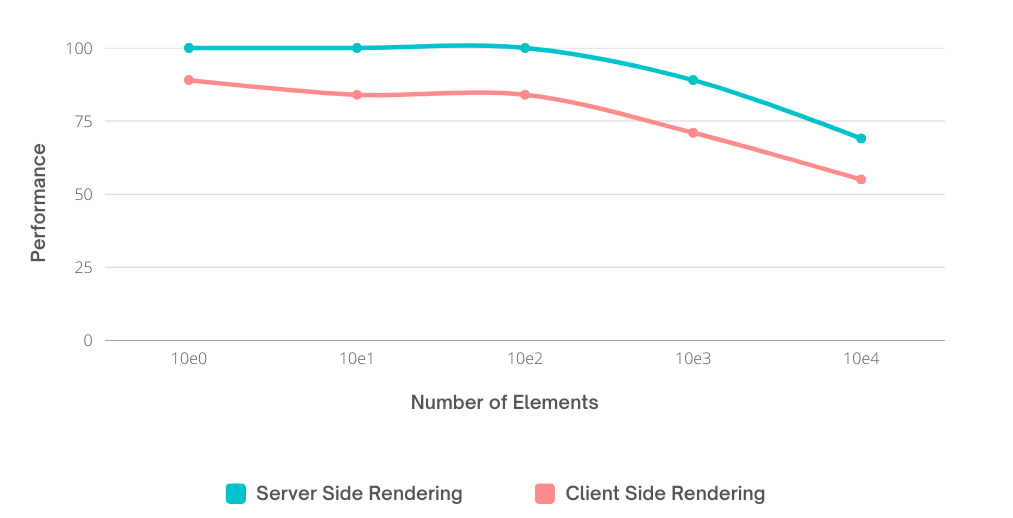 100
75
50
25
0
Performance
10e0 10e1 10e2 10e3 10e4
Number of Elements
Server Side Rendering Client Side Rendering